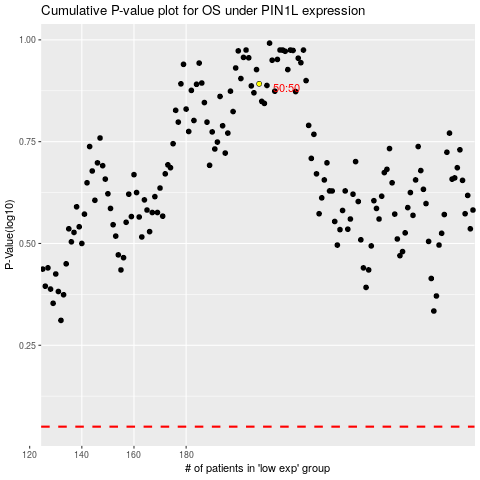 Cumulative P-value plot for OS under PIN1L expression
P-Value(log10)
1.00
0.75
0.50
0.25
50:50
120 140 160 180
# of patients in 'low exp' group